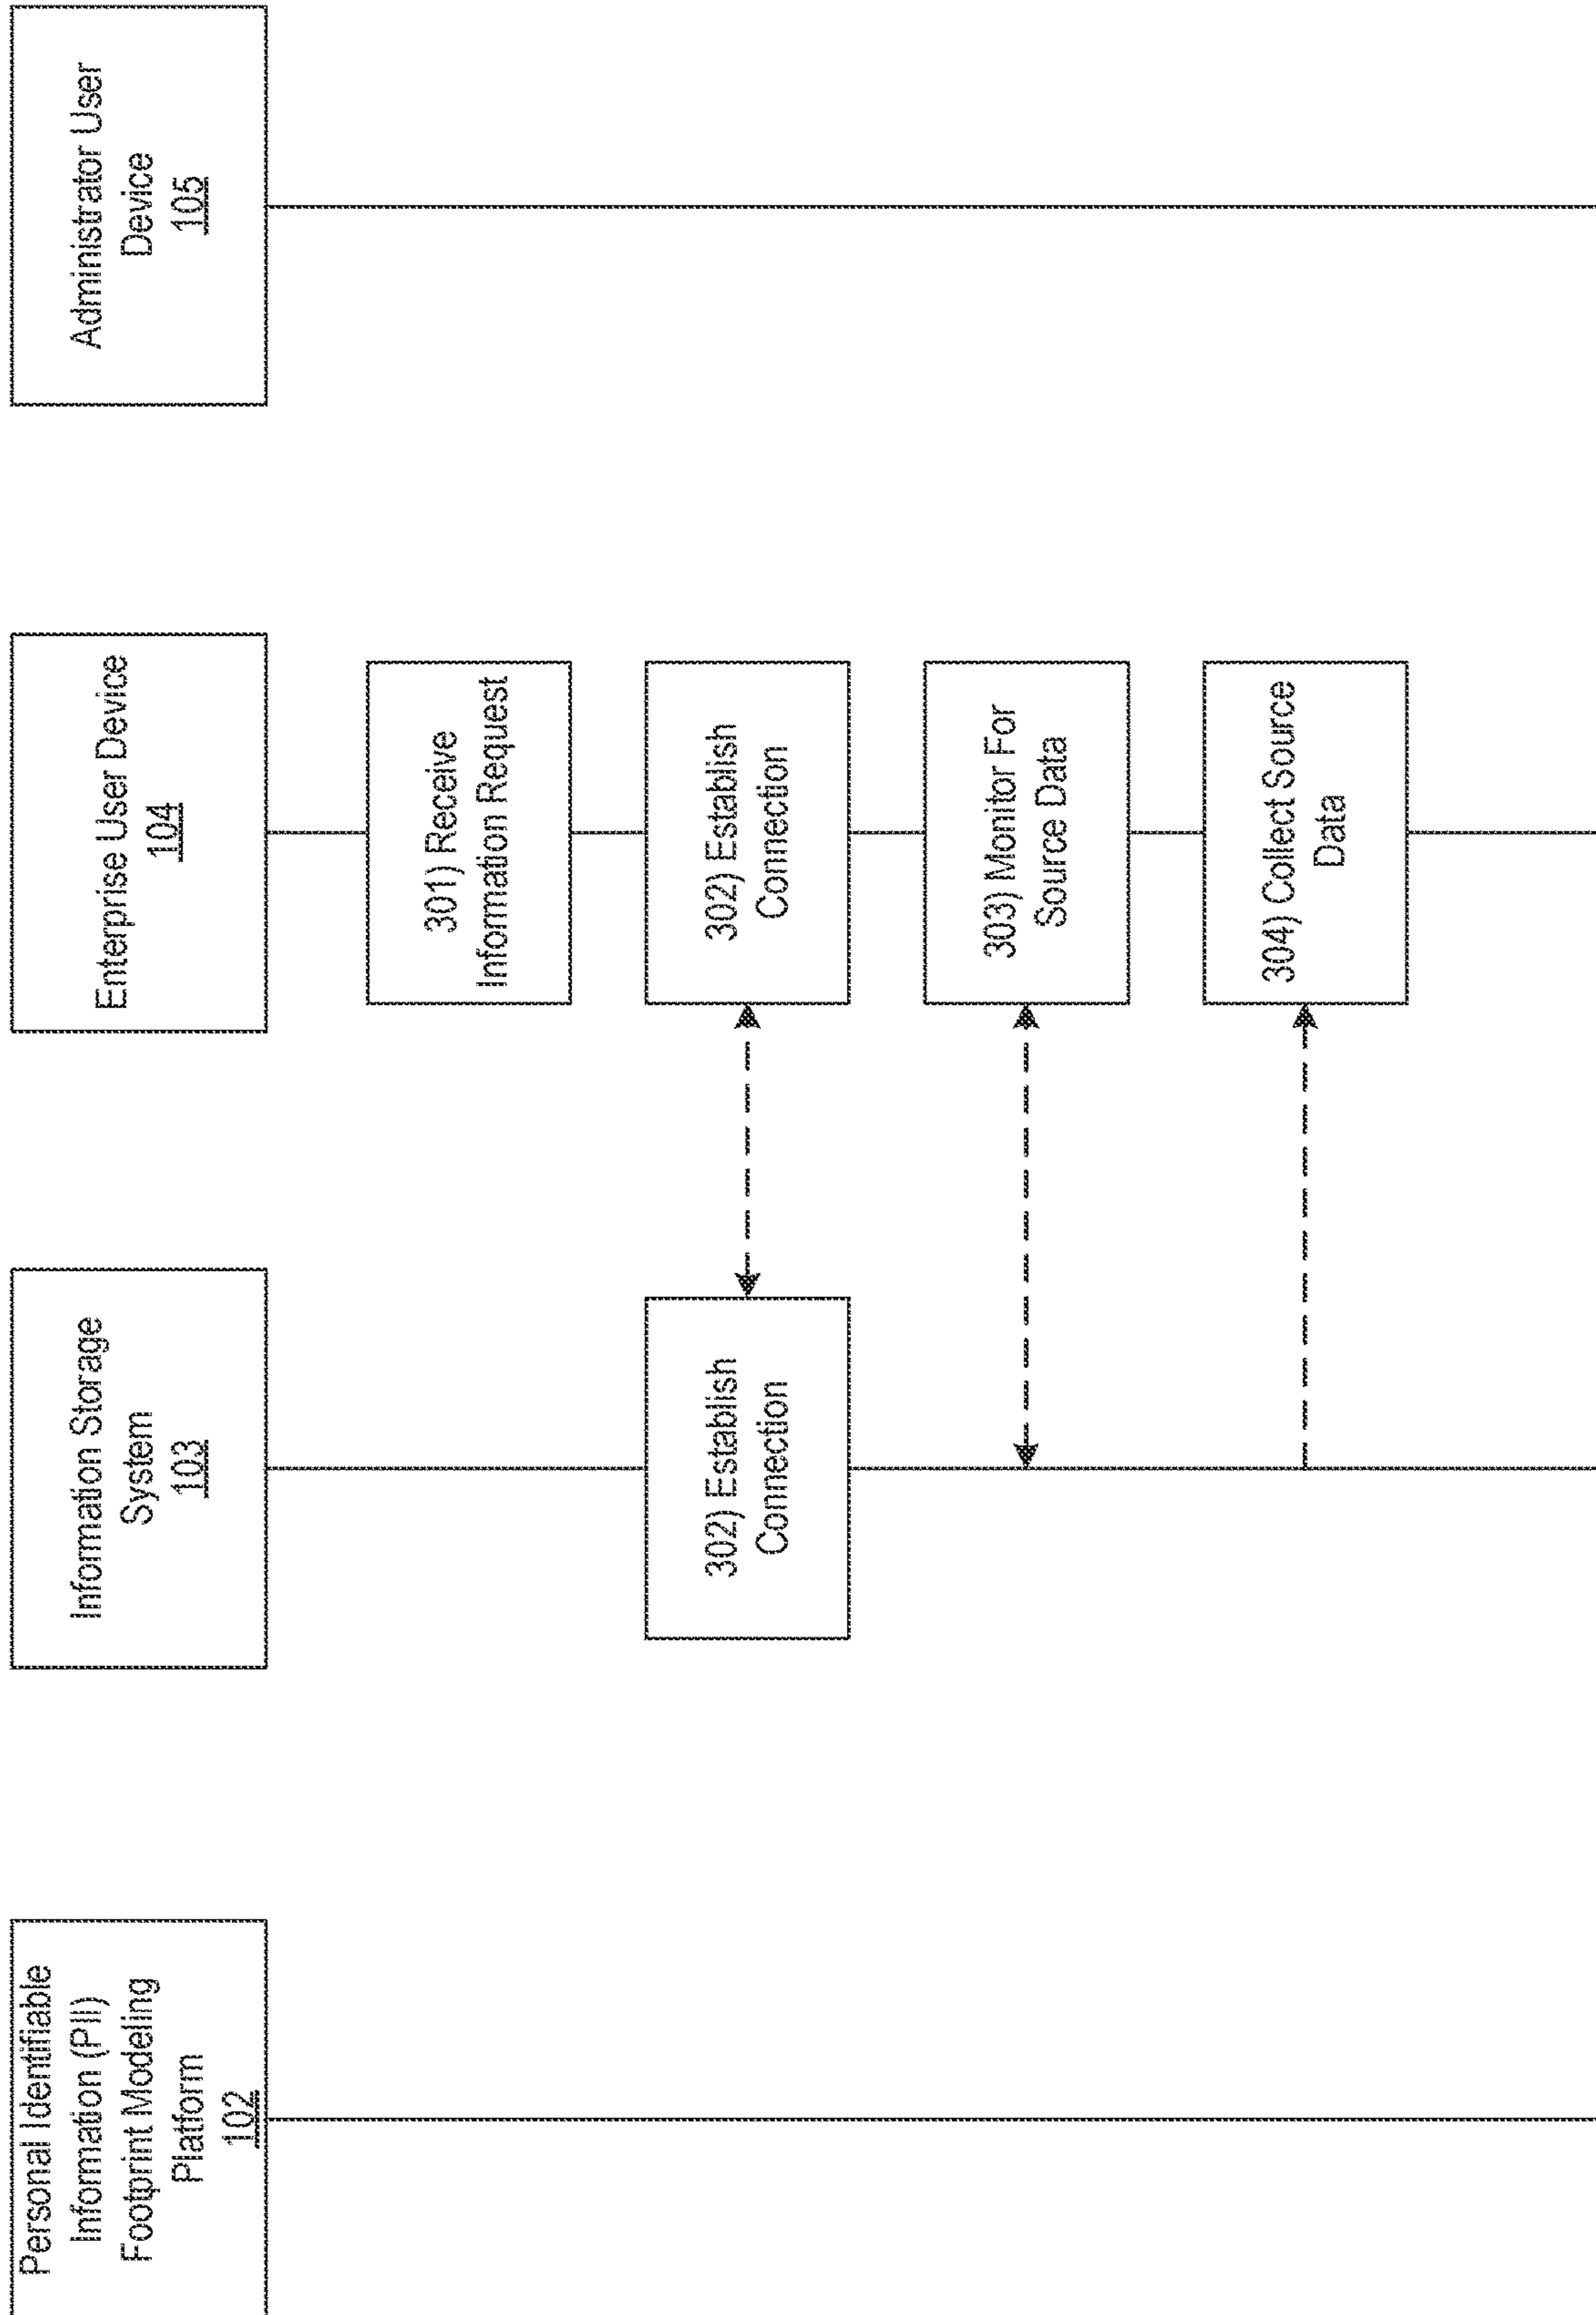 Personal Identifiable
Information (PII)
Footprint Modeling
Platform
102
Information Storage
System
103
Enterprise User Device
104
Administrator User
Device
105
301) Receive
Information Request
302) Establish
Connection
302) Establish
Connection
303) Monitor For
Source Data
304) Collect Source
Data